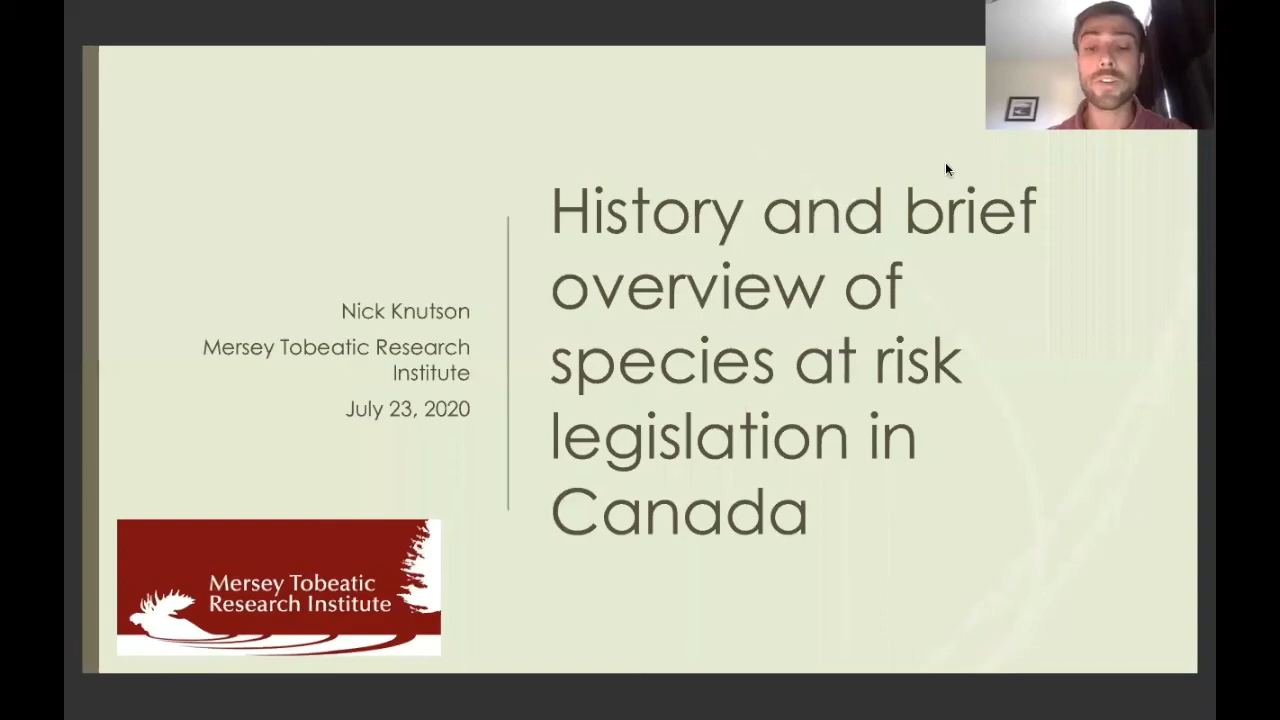 Nick Knutson
Mersey Tobeatic Research
Institute
July 23, 2020
History and brief
overview of
species at risk
legislation in
Canada
Mersey Tobeatic
Research Institute